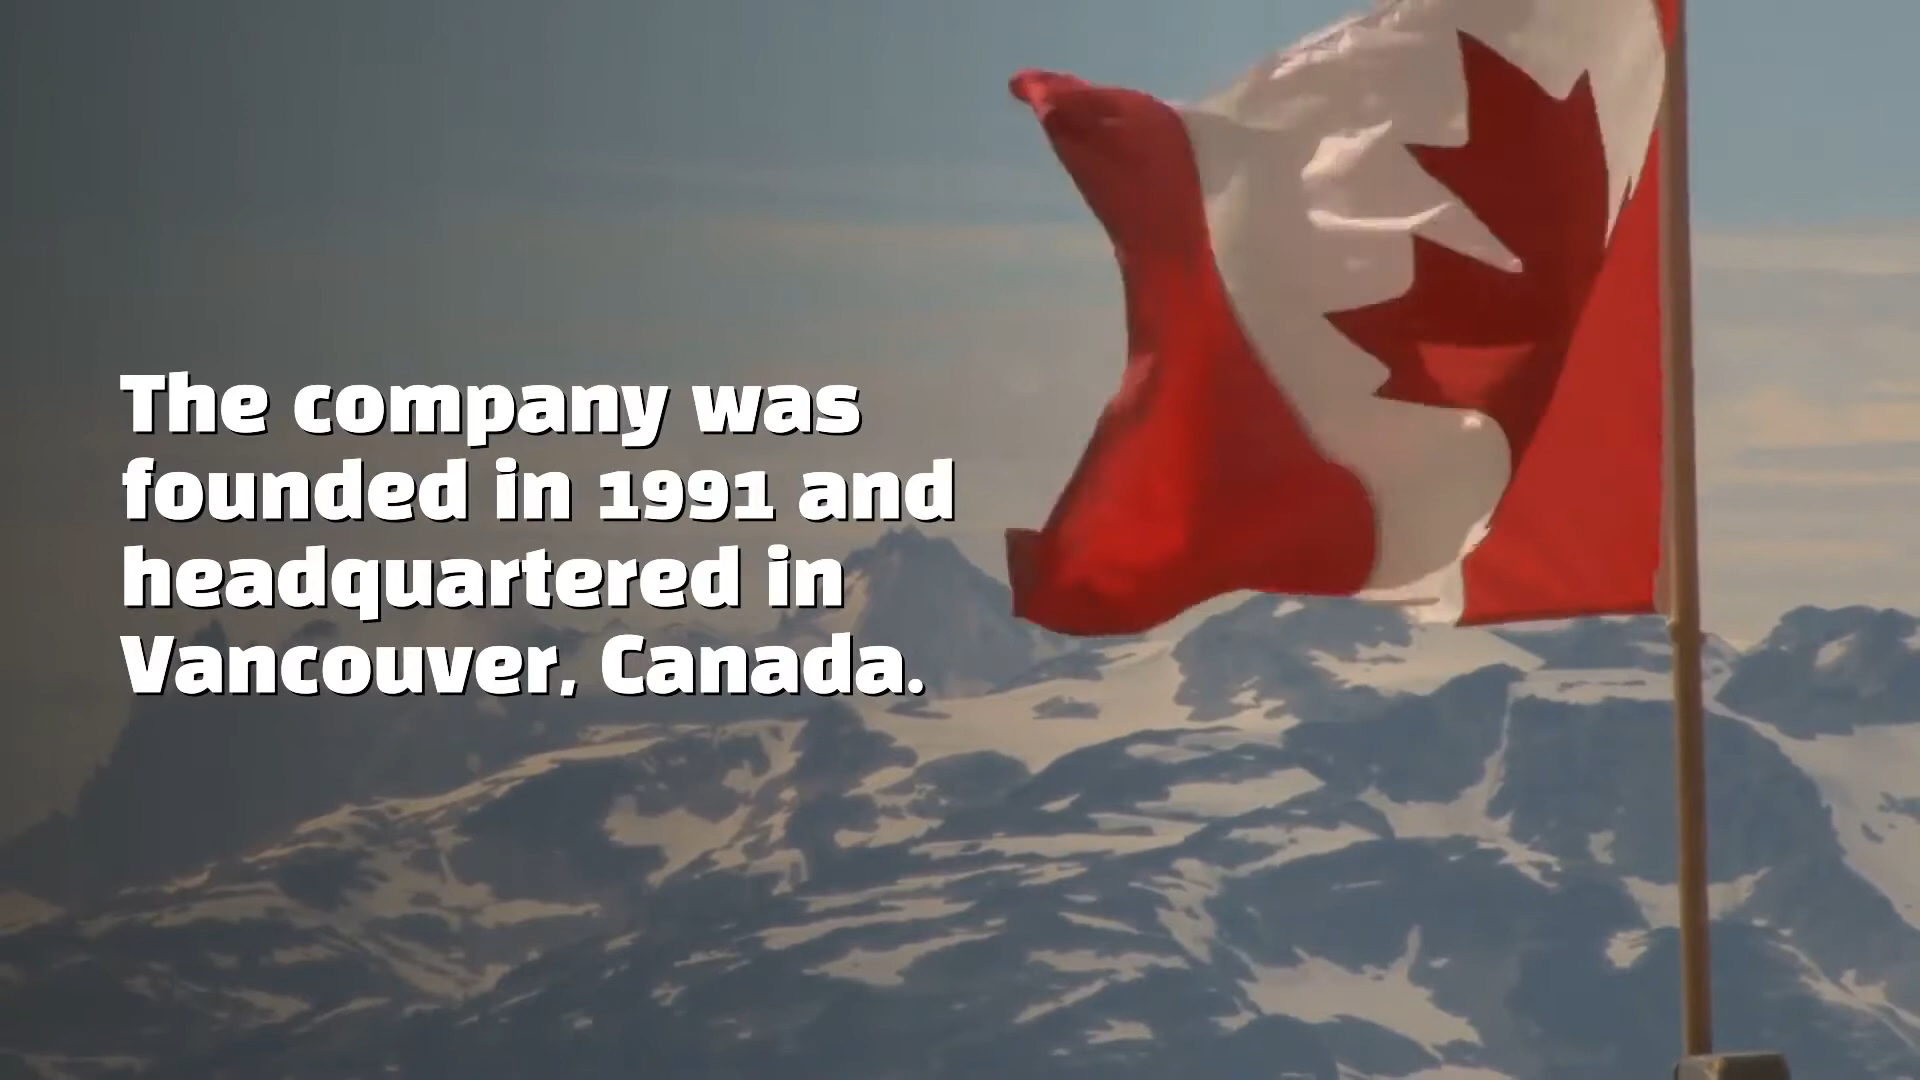 The company was
founded in 1991 and
headquartered in
Vancouver, Canada.